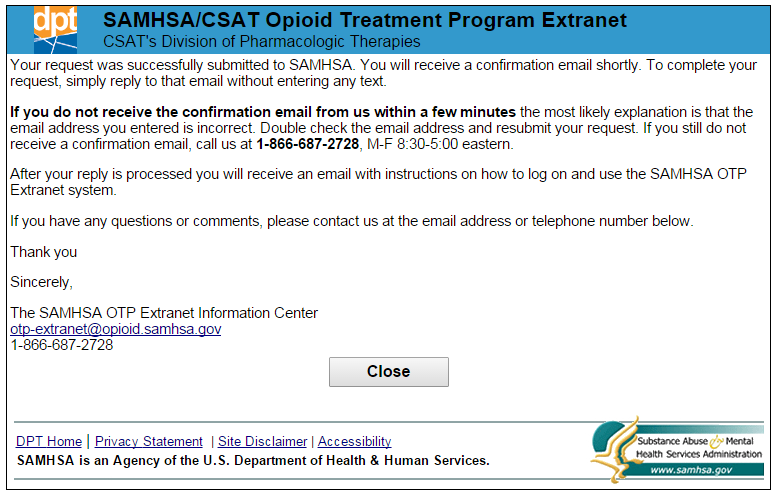 dpt
SAMHSA/CSAT Opioid Treatment Program Extranet
CSAT's Division of Pharmacologic Therapies
Your request was successfully submitted to SAMHSA. You will receive a confirmation email shortly. To complete your
request, simply reply to that email without entering any text.
If you do not receive the confirmation email from us within a few minutes the most likely explanation is that the
email address you entered is incorrect. Double check the email address and resubmit your request. If you still do not
receive a confirmation email, call us at 1-866-687-2728, M-F 8:30-5:00 eastern.
After your reply is processed you will receive an email with instructions on how to log on and use the SAMHSA OTP
Extranet system.
If you have any questions or comments, please contact us at the email address or telephone number below.
Thank you
Sincerely,
The SAMHSA OTP Extranet Information Center
otp-extranet@opioid.samhsa.gov
1-866-687-2728
Close
DPT Home | Privacy Statement | Site Disclaimer | Accessibility
SAMHSA is an Agency of the U.S. Department of Health & Human Services.
Substance Abuse & Mental
Health Services Administration
www.samhsa.gov